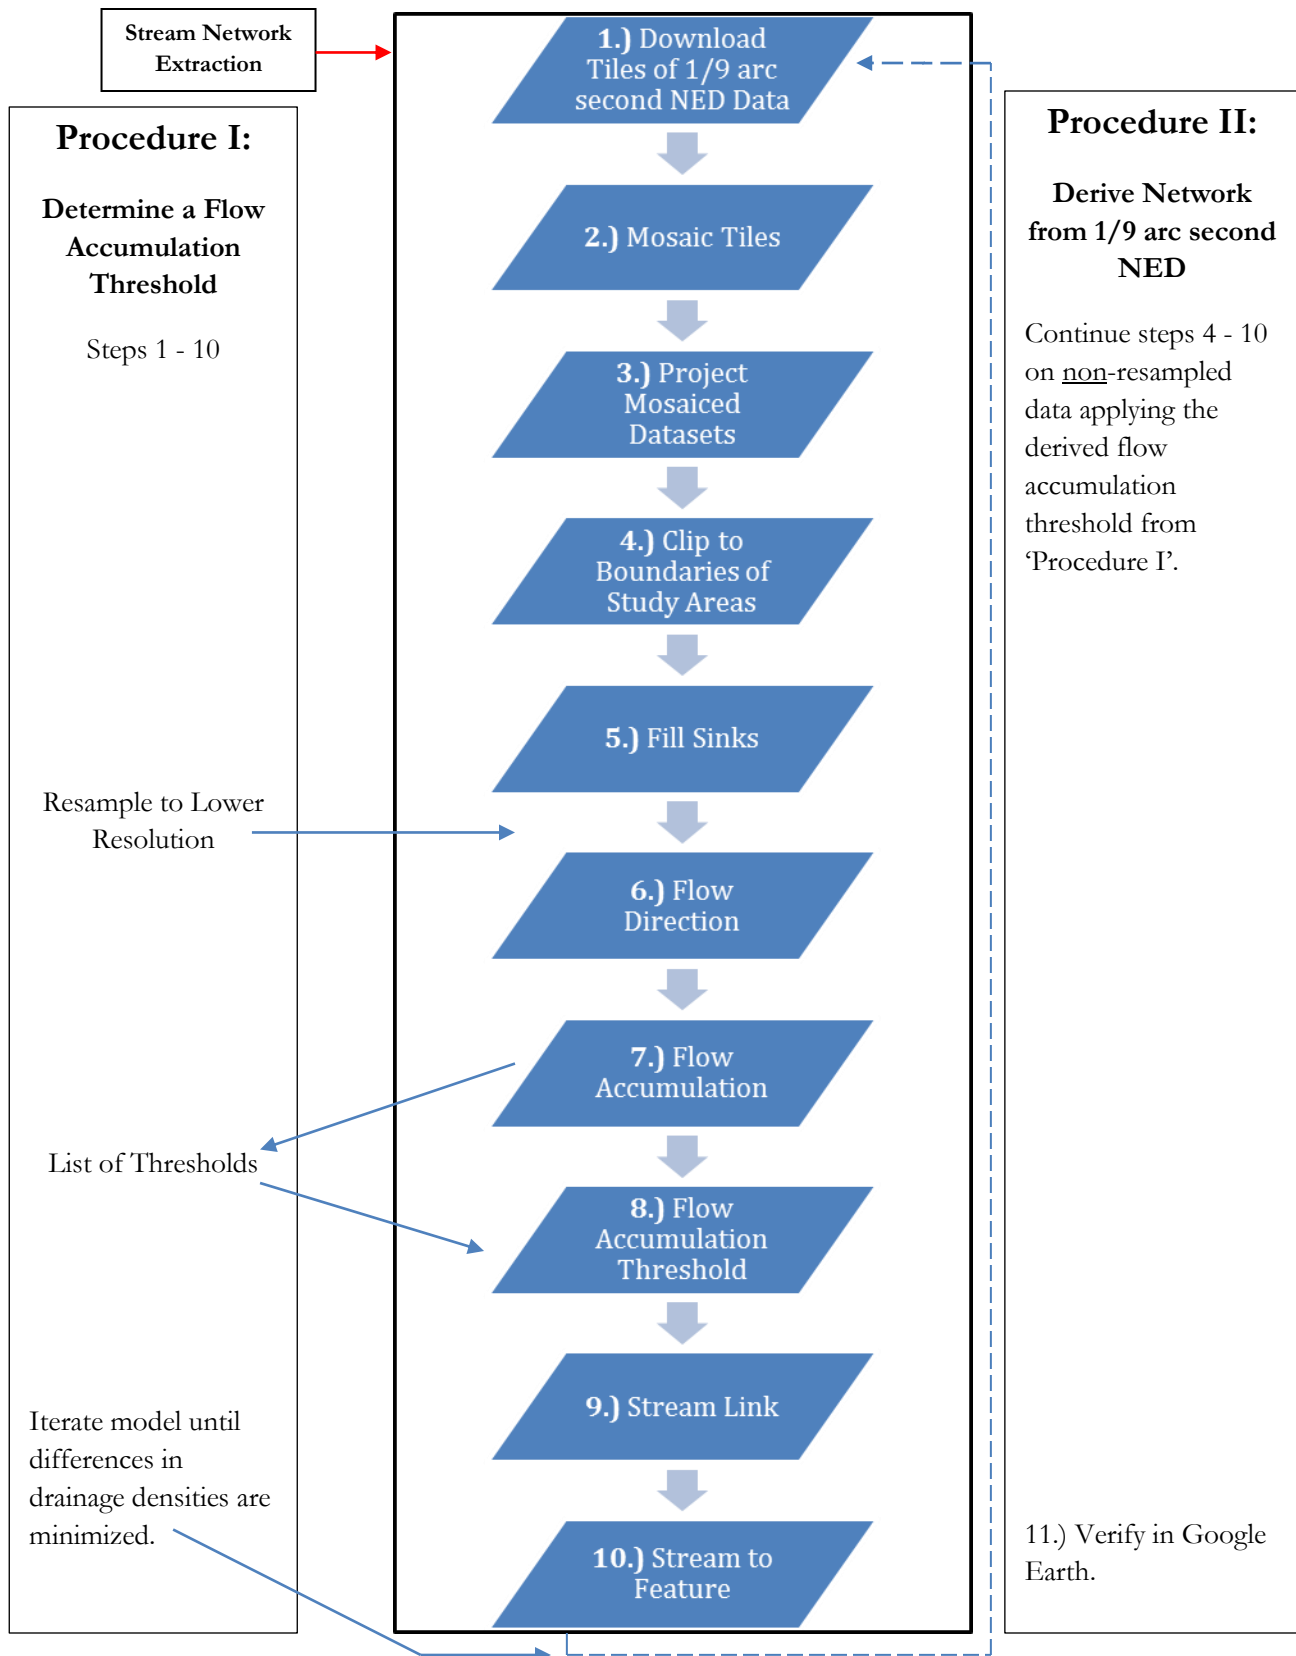 Stream Network
Extraction
Procedure I:
Determine a Flow
Accumulation
Threshold
Steps 1 - 10
Resample to Lower
Resolution
List of Thresholds
Iterate model until
differences in
drainage densities are
minimized.
1.) Download
Tiles of 1/9 arc
second NED Data
2.) Mosaic Tiles
3.) Project
Mosaiced
Datasets
4.) Clip to
Boundaries of
Study Areas
5.) Fill Sinks
6.) Flow
Direction
7.) Flow
Accumulation
8.) Flow
Accumulation
Threshold
9.) Stream Link
10.) Stream to
Feature
Procedure II:
Derive Network
from 1/9 arc second
NED
Continue steps 4 - 10
on non-resampled
data applying the
derived flow
accumulation
threshold from
‘Procedure I’.
11.) Verify in Google
Earth.